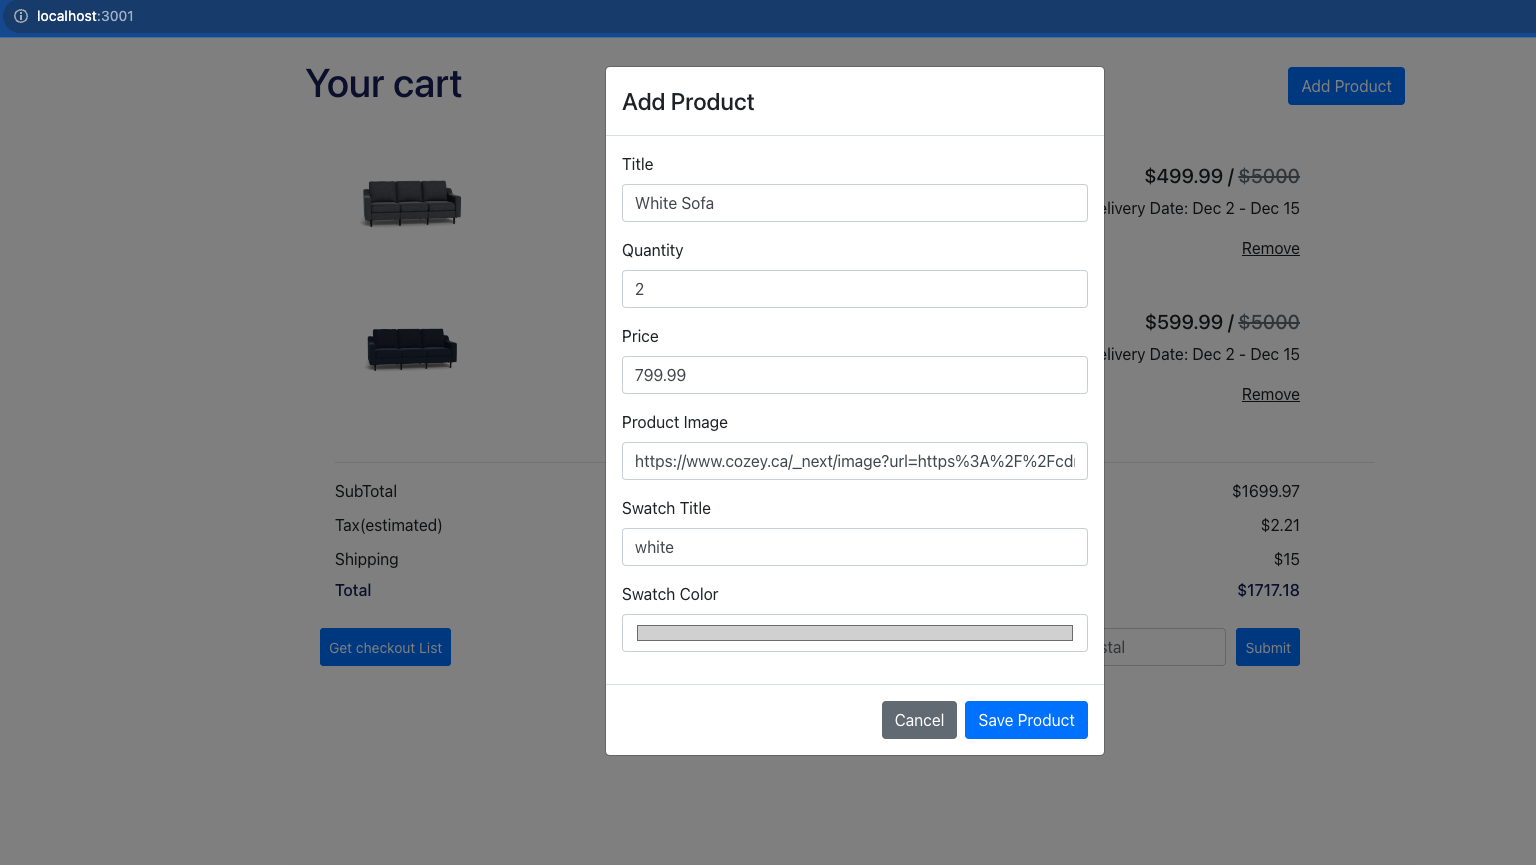 localhost:3001
Your cart
Add Product
Add Product
Title
White Sofa
Quantity
2
Price
799.99
Product Image
https://www.cozey.ca/_next/image?url=https%3A%2F%2Fcd
Swatch Title
white
Swatch Color
Cancel
Save Product
$499.99 / $5000
elivery Date: Dec 2 - Dec 15
Remove
$599.99 / $5000
elivery Date: Dec 2 - Dec 15
Remove
SubTotal
$1699.97
Tax(estimated)
$2.21
Shipping
$15
Total
$1717.18
Get checkout List
stal
Submit